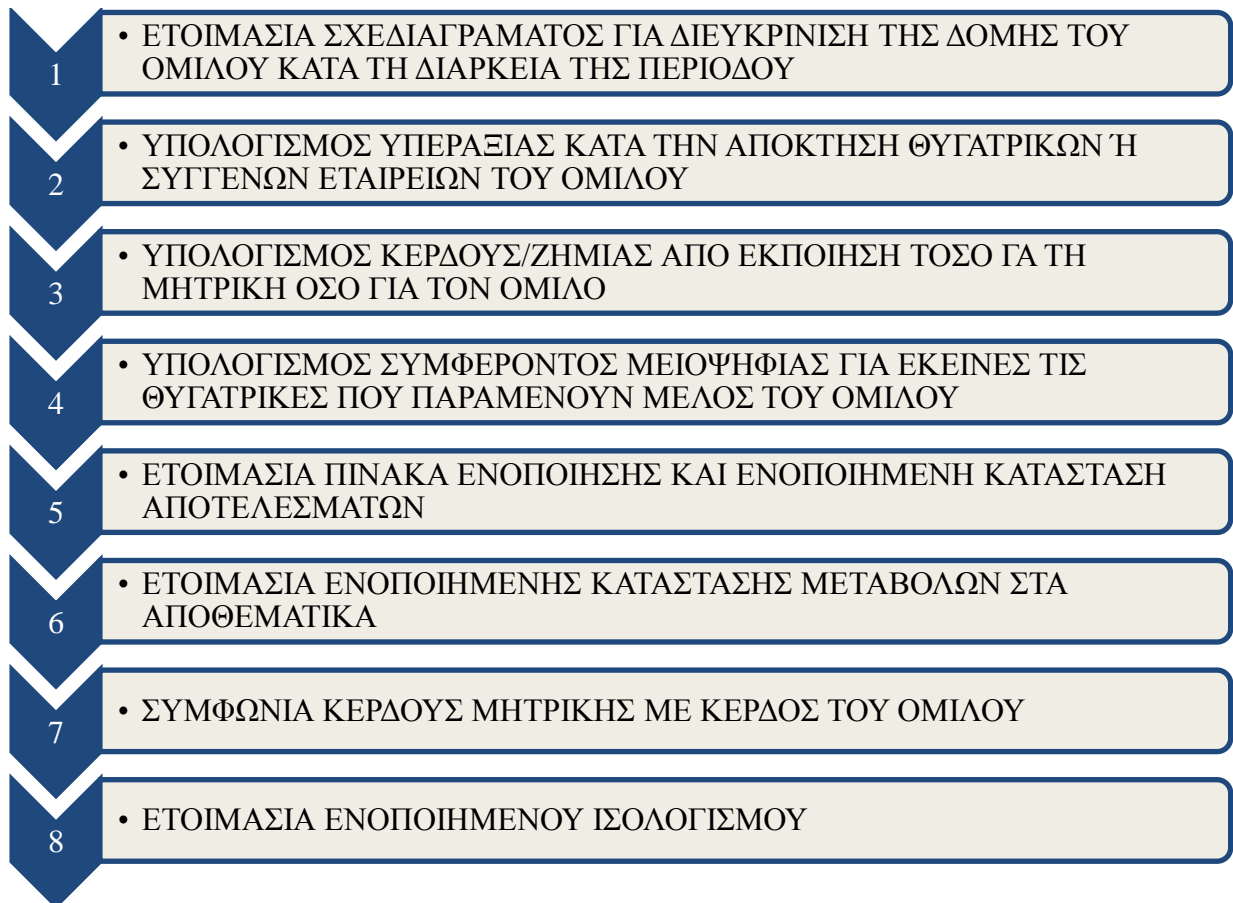 1
• ΕΤΟΙΜΑΣΙΑ ΣΧΕΔΙΑΓΡΑΜΑΤΟΣ ΓΙΑ ΔΙΕΥΚΡΙΝΙΣΗ ΤΗΣ ΔΟΜΗΣ ΤΟΥ
ΟΜΙΛΟΥ ΚΑΤΑ ΤΗ ΔΙΑΡΚΕΙΑ ΤΗΣ ΠΕΡΙΟΔΟΥ
2
• ΥΠΟΛΟΓΙΣΜΟΣ ΥΠΕΡΑΞΙΑΣ ΚΑΤΑ ΤΗΝ ΑΠΟΚΤΗΣΗ ΘΥΓΑΤΡΙΚΩΝ Ή
ΣΥΓΓΕΝΩΝ ΕΤΑΙΡΕΙΩΝ ΤΟΥ ΟΜΙΛΟΥ
3
• ΥΠΟΛΟΓΙΣΜΟΣ ΚΕΡΔΟΥΣ/ΖΗΜΙΑΣ ΑΠΟ ΕΚΠΟΙΗΣΗ ΤΟΣΟ ΓΑ ΤΗ
ΜΗΤΡΙΚΗ ΟΣΟ ΓΙΑ ΤΟΝ ΟΜΙΛΟ
4
• ΥΠΟΛΟΓΙΣΜΟΣ ΣΥΜΦΕΡΟΝΤΟΣ ΜΕΙΟΨΗΦΙΑΣ ΓΙΑ ΕΚΕΙΝΕΣ ΤΙΣ
ΘΥΓΑΤΡΙΚΕΣ ΠΟΥ ΠΑΡΑΜΕΝΟΥΝ ΜΕΛΟΣ ΤΟΥ ΟΜΙΛΟΥ
5
• ΕΤΟΙΜΑΣΙΑ ΠΙΝΑΚΑ ΕΝΟΠΟΙΗΣΗΣ ΚΑΙ ΕΝΟΠΟΙΗΜΕΝΗ ΚΑΤΑΣΤΑΣΗ
ΑΠΟΤΕΛΕΣΜΑΤΩΝ
6
• ΕΤΟΙΜΑΣΙΑ ΕΝΟΠΟΙΗΜΕΝΗΣ ΚΑΤΑΣΤΑΣΗΣ ΜΕΤΑΒΟΛΩΝ ΣΤΑ
ΑΠΟΘΕΜΑΤΙΚΑ
7
• ΣΥΜΦΩΝΙΑ ΚΕΡΔΟΥΣ ΜΗΤΡΙΚΗΣ ΜΕ ΚΕΡΔΟΣ ΤΟΥ ΟΜΙΛΟΥ
8
• ΕΤΟΙΜΑΣΙΑ ΕΝΟΠΟΙΗΜΕΝΟΥ ΙΣΟΛΟΓΙΣΜΟΥ